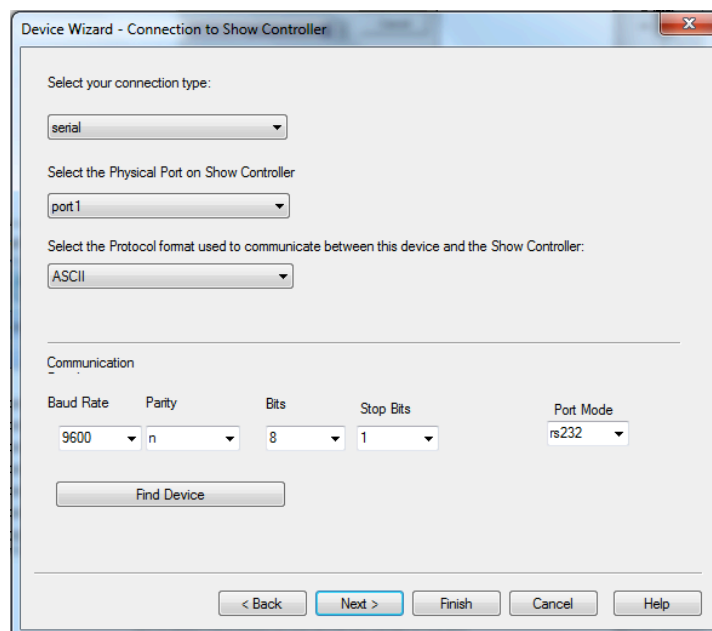 Device Wizard - Connection to Show Controller
Select your connection type:
serial
Select the Physical Port on Show Controller
port1
Select the Protocol format used to communicate between this device and the Show Controller:
ASCII
Communication
Baud Rate Parity Bits Stop Bits Port Mode
9600 n 8 1 rs232
Find Device
< Back Next > Finish Cancel Help